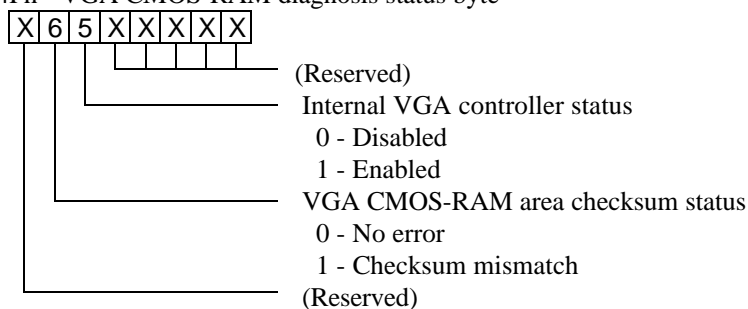 VGA CMOS-RAM diagnosis status byte
X 6 5 X X X X X
(Reserved)
Internal VGA controller status
0 - Disabled
1 - Enabled
VGA CMOS-RAM area checksum status
0 - No error
1 - Checksum mismatch
(Reserved)